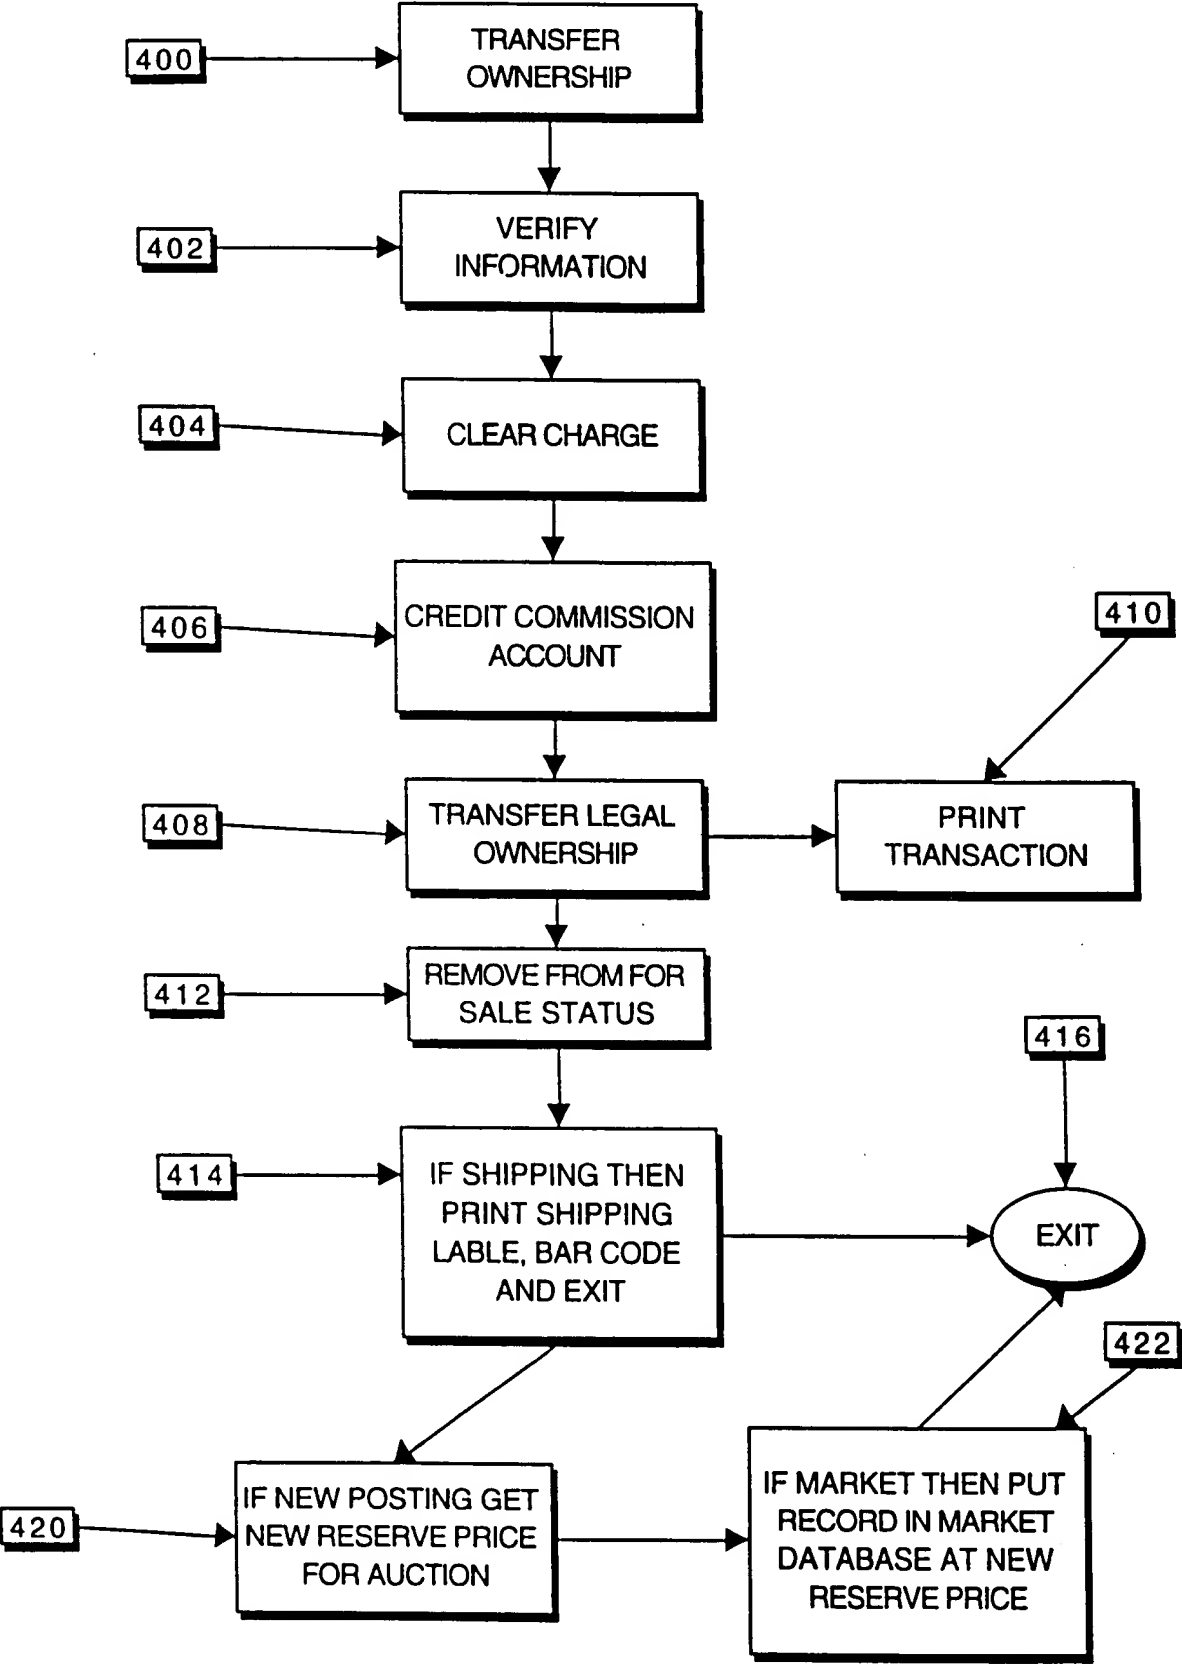 400
TRANSFER
OWNERSHIP
402
VERIFY
INFORMATION
404
CLEAR CHARGE
406
CREDIT COMMISSION
ACCOUNT
410
408
TRANSFER LEGAL
OWNERSHIP
PRINT
TRANSACTION
412
REMOVE FROM FOR
SALE STATUS
416
414
IF SHIPPING THEN
PRINT SHIPPING
LABLE, BAR CODE
AND EXIT
EXIT
422
420
IF NEW POSTING GET
NEW RESERVE PRICE
FOR AUCTION
IF MARKET THEN PUT
RECORD IN MARKET
DATABASE AT NEW
RESERVE PRICE